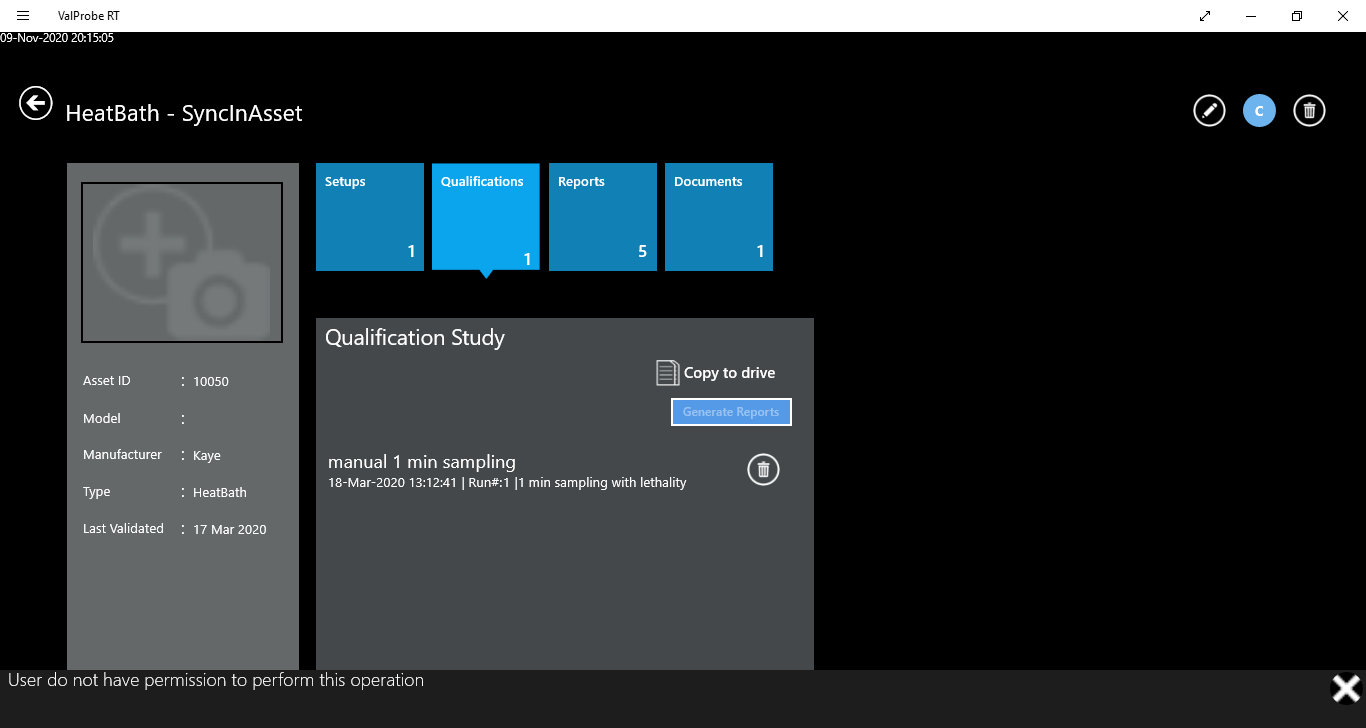 ValProbe RT
09-Nov-2020 20:15:05
HeatBath - SyncInAsset
C
Setups
1
Qualifications
1
Reports
5
Documents
1
Asset ID : 10050
Model :
Manufacturer : Kaye
Type : HeatBath
Last Validated : 17 Mar 2020
Qualification Study
Copy to drive
Generate Reports
manual 1 min sampling
18-Mar-2020 13:12:41 | Run#:1 |1 min sampling with lethality
User do not have permission to perform this operation